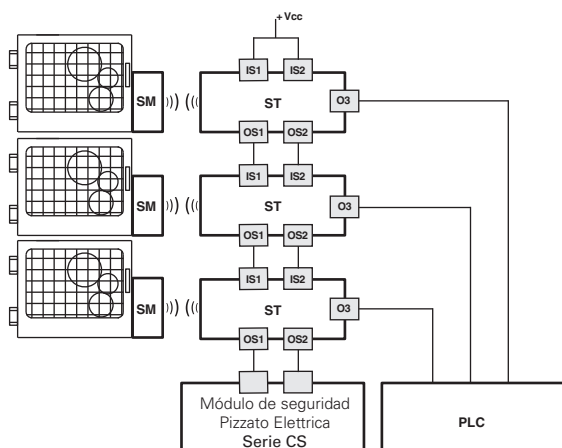 +Vcc
IS1 IS2
SM ST O3
OS1 OS2
IS1 IS2
SM ST O3
OS1 OS2
IS1 IS2
SM ST O3
OS1 OS2
Módulo de seguridad
Pizzato Elettrica
Serie CS
PLC